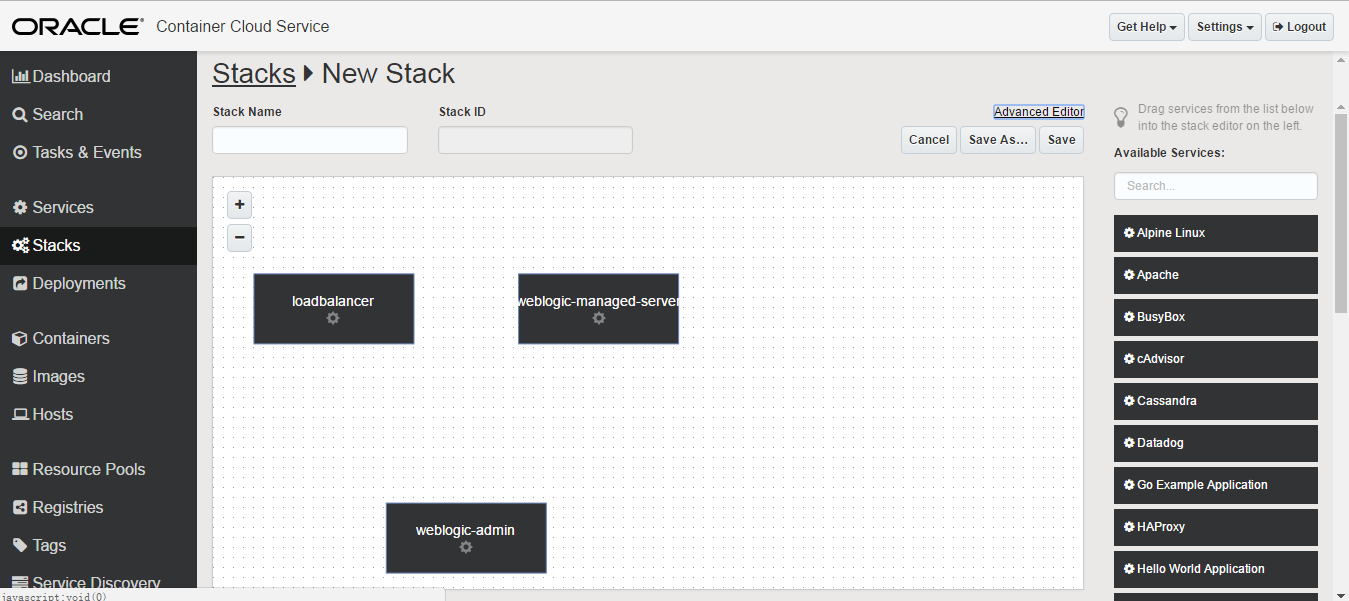 ORACLE® Container Cloud Service
Get Help
Settings
Logout
Dashboard
Search
Tasks & Events
Services
Stacks
Deployments
Containers
Images
Hosts
Resource Pools
Registries
Tags
Service Discovery
javascript:void(0)
Stacks New Stack
Stack Name
Stack ID
Advanced Editor
Cancel
Save As...
Save
+
−
loadbalancer
weblogic-managed-server
weblogic-admin
Drag services from the list below
into the stack editor on the left.
Available Services:
Search...
Alpine Linux
Apache
BusyBox
cAdvisor
Cassandra
Datadog
Go Example Application
HAProxy
Hello World Application